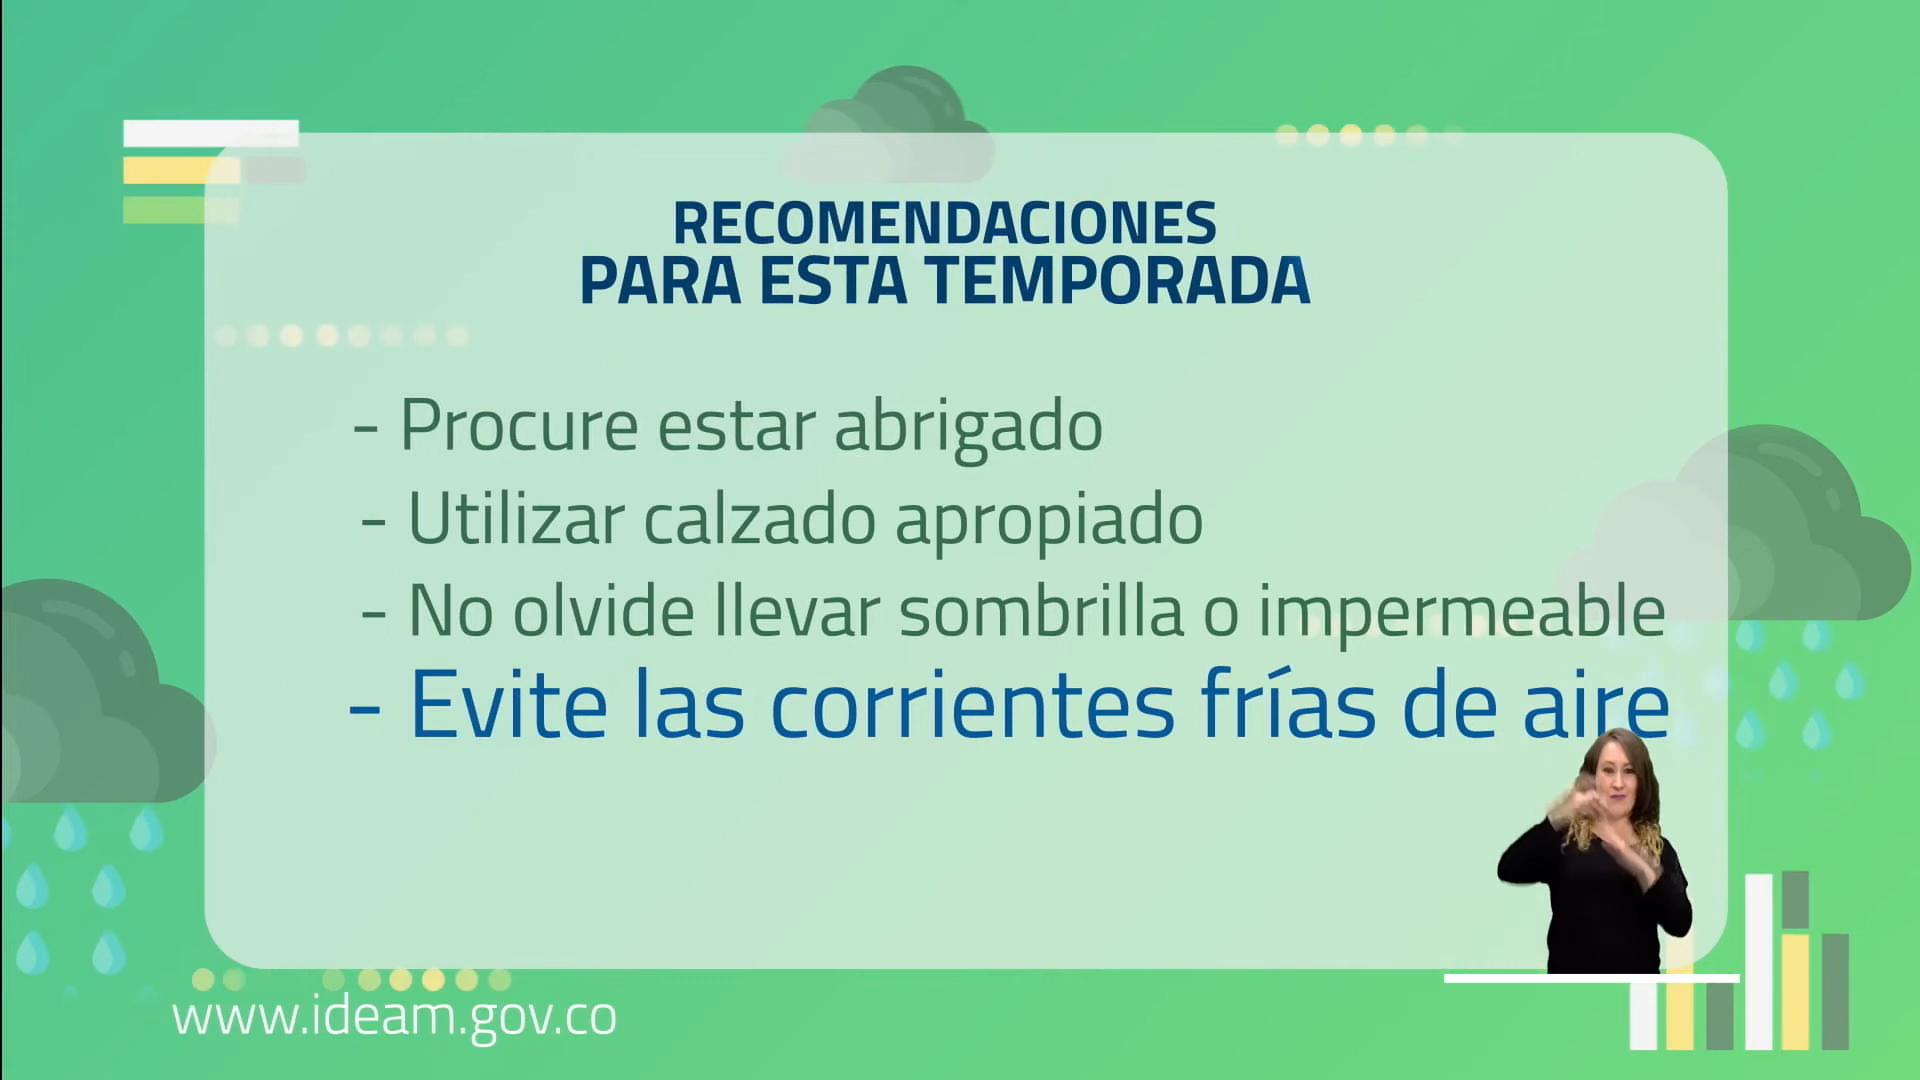 RECOMENDACIONES
PARA ESTA TEMPORADA
- Procure estar abrigado
- Utilizar calzado apropiado
- No olvide llevar sombrilla o impermeable
- Evite las corrientes frías de aire
www.ideam.gov.co